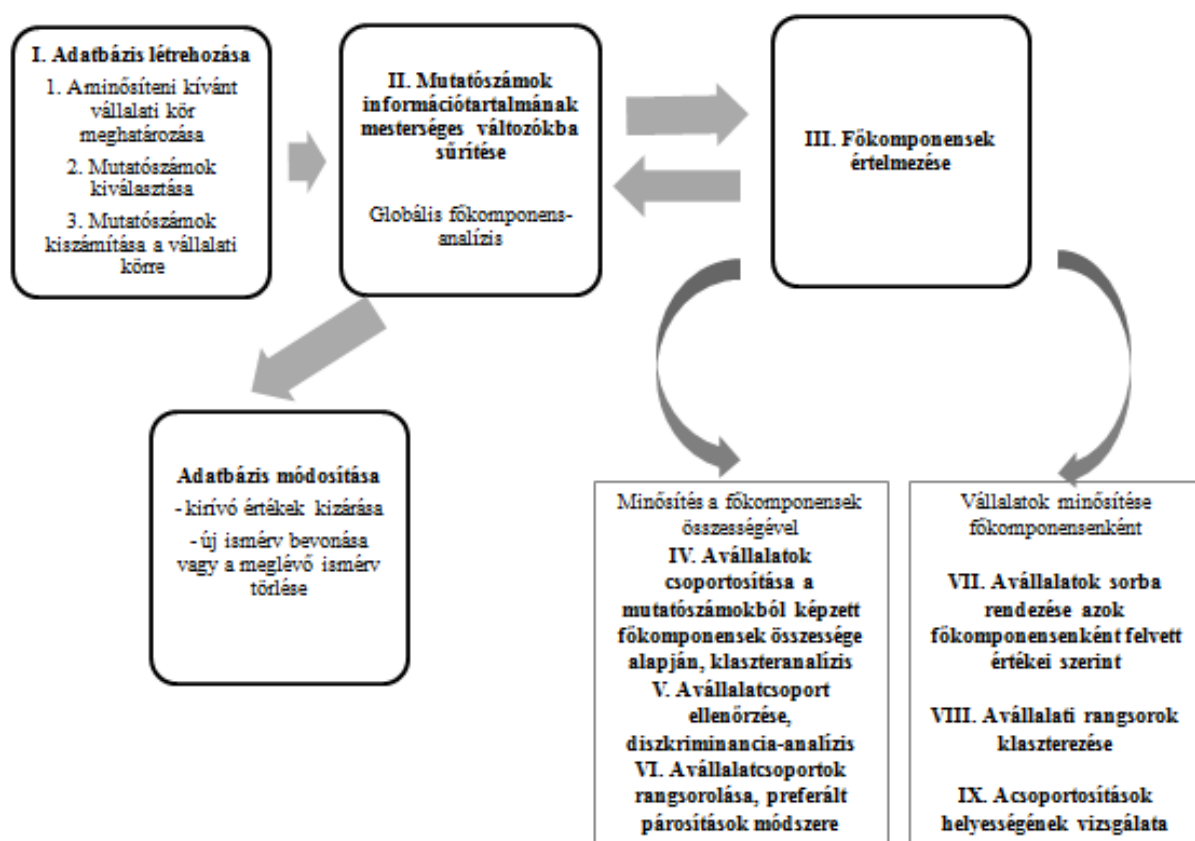 I. Adatbázis létrehozása
1. Aminősíteni kívánt
vállalati kör
meghatározása
2. Mutatószámok
kiválasztása
3. Mutatószámok
kiszámítása a vállalati
körre
II. Mutatószámok
információtartalmának
mesterséges változókba
sűrítése
Globális főkomponens-
analízis
III. Főkomponensek
értelmezése
Adatbázis módosítása
- kirívó értékek kizárása
- új ismérv bevonása
vagy a meglévő ismérv
törlése
Minősítés a főkomponensek
összességével
IV. Avállalatok
csoportosítása a
mutatószámokból képzett
főkomponensek összessége
alapján, klaszteranalízis
V. Avállalatcsoport
ellenőrzése,
diszkriminancia-analízis
VI. Avállalatcsoportok
rangsorolása, preferált
párosítások módszere
Vállalatok minősítése
főkomponensenként
VII. Avállalatok sorba
rendezése azok
főkomponensenként felvett
értékei szerint
VIII. Avállalati rangsorok
klaszterezése
IX. Acsoportosítások
helyességének vizsgálata